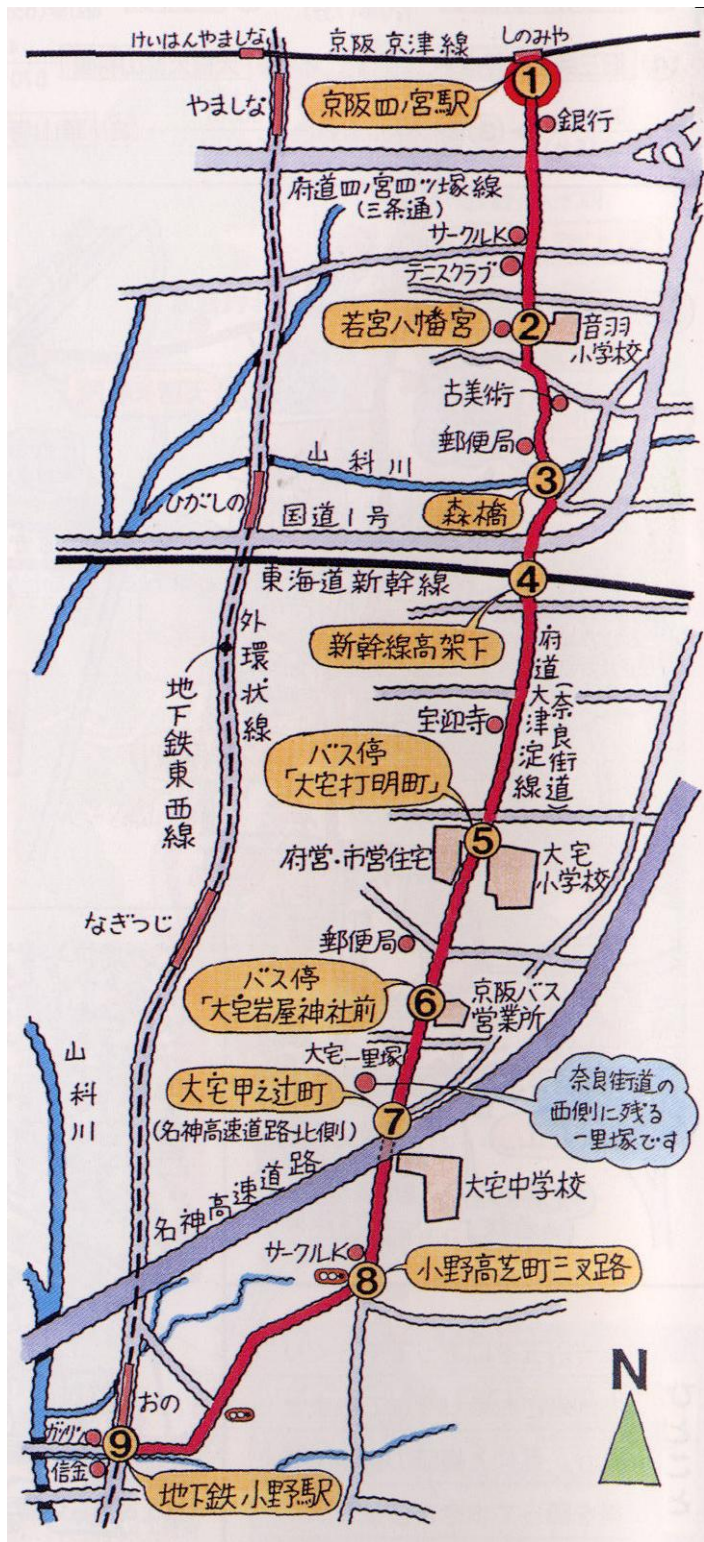 けいはんやましな
京阪 京津線
しのみや
1
京阪四ノ宮駅
やましな
銀行
府道四ノ宮四ツ塚線
(三条通)
サークルK
テニスクラブ
若宮八幡宮
2
音羽
小学校
古美術
郵便局
山科川
3
ひがしの
国道1号
森橋
東海道新幹線
4
新幹線高架下
外環状線
地下鉄東西線
府道(奈良街道)
大津淀線
宝迎寺
バス停
「大宅打明町」
5
府営・市営住宅
大宅
小学校
なぎつじ
郵便局
バス停
「大宅岩屋神社前
6
京阪バス
営業所
山科川
大宅一里塚
大宅甲之辻町
7
(名神高速道路北側)
奈良街道の
西側に残る
一里塚です
名神高速道路
大宅中学校
サークルK
8
小野高芝町三叉路
N
おの
ガソリン
9
信金
地下鉄小野駅